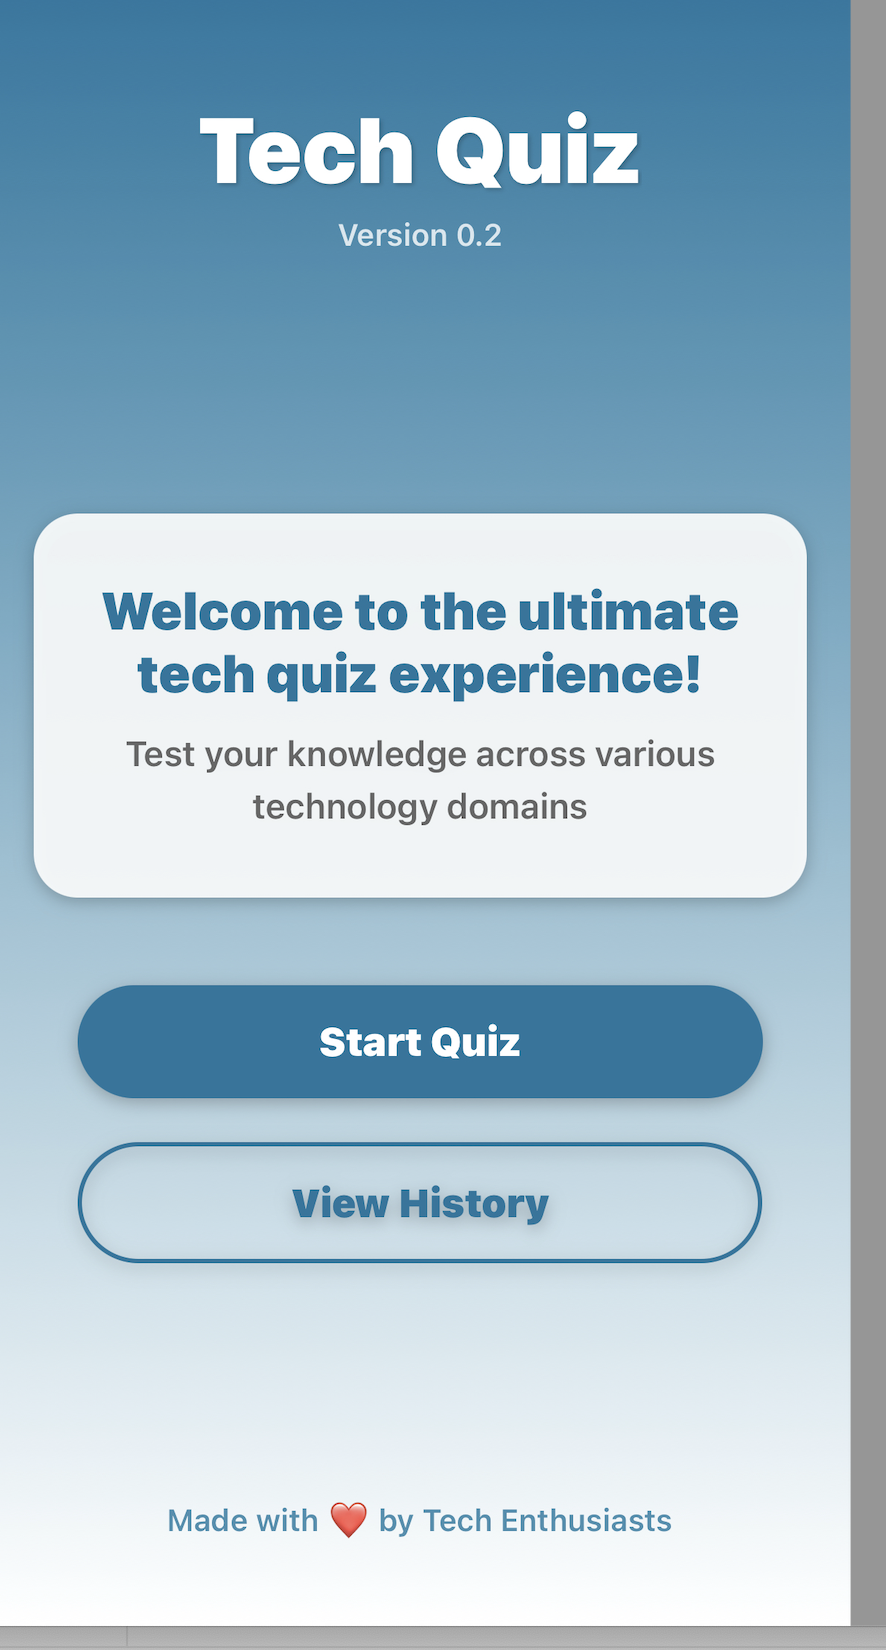 Tech Quiz
Version 0.2
Welcome to the ultimate
tech quiz experience!
Test your knowledge across various
technology domains
Start Quiz
View History
Made with ❤️ by Tech Enthusiasts